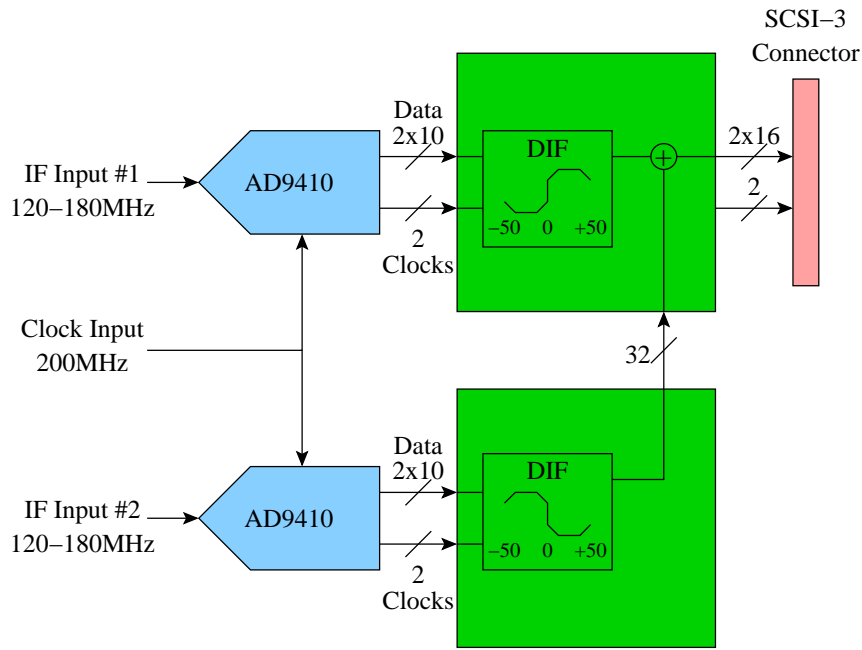 SCSI–3
Connector
Data
2x10
DIF
2x16
IF Input #1
120–180MHz
AD9410
–50 0 +50
2
2
Clocks
Clock Input
200MHz
32
Data
2x10
DIF
IF Input #2
120–180MHz
AD9410
–50 0 +50
2
Clocks